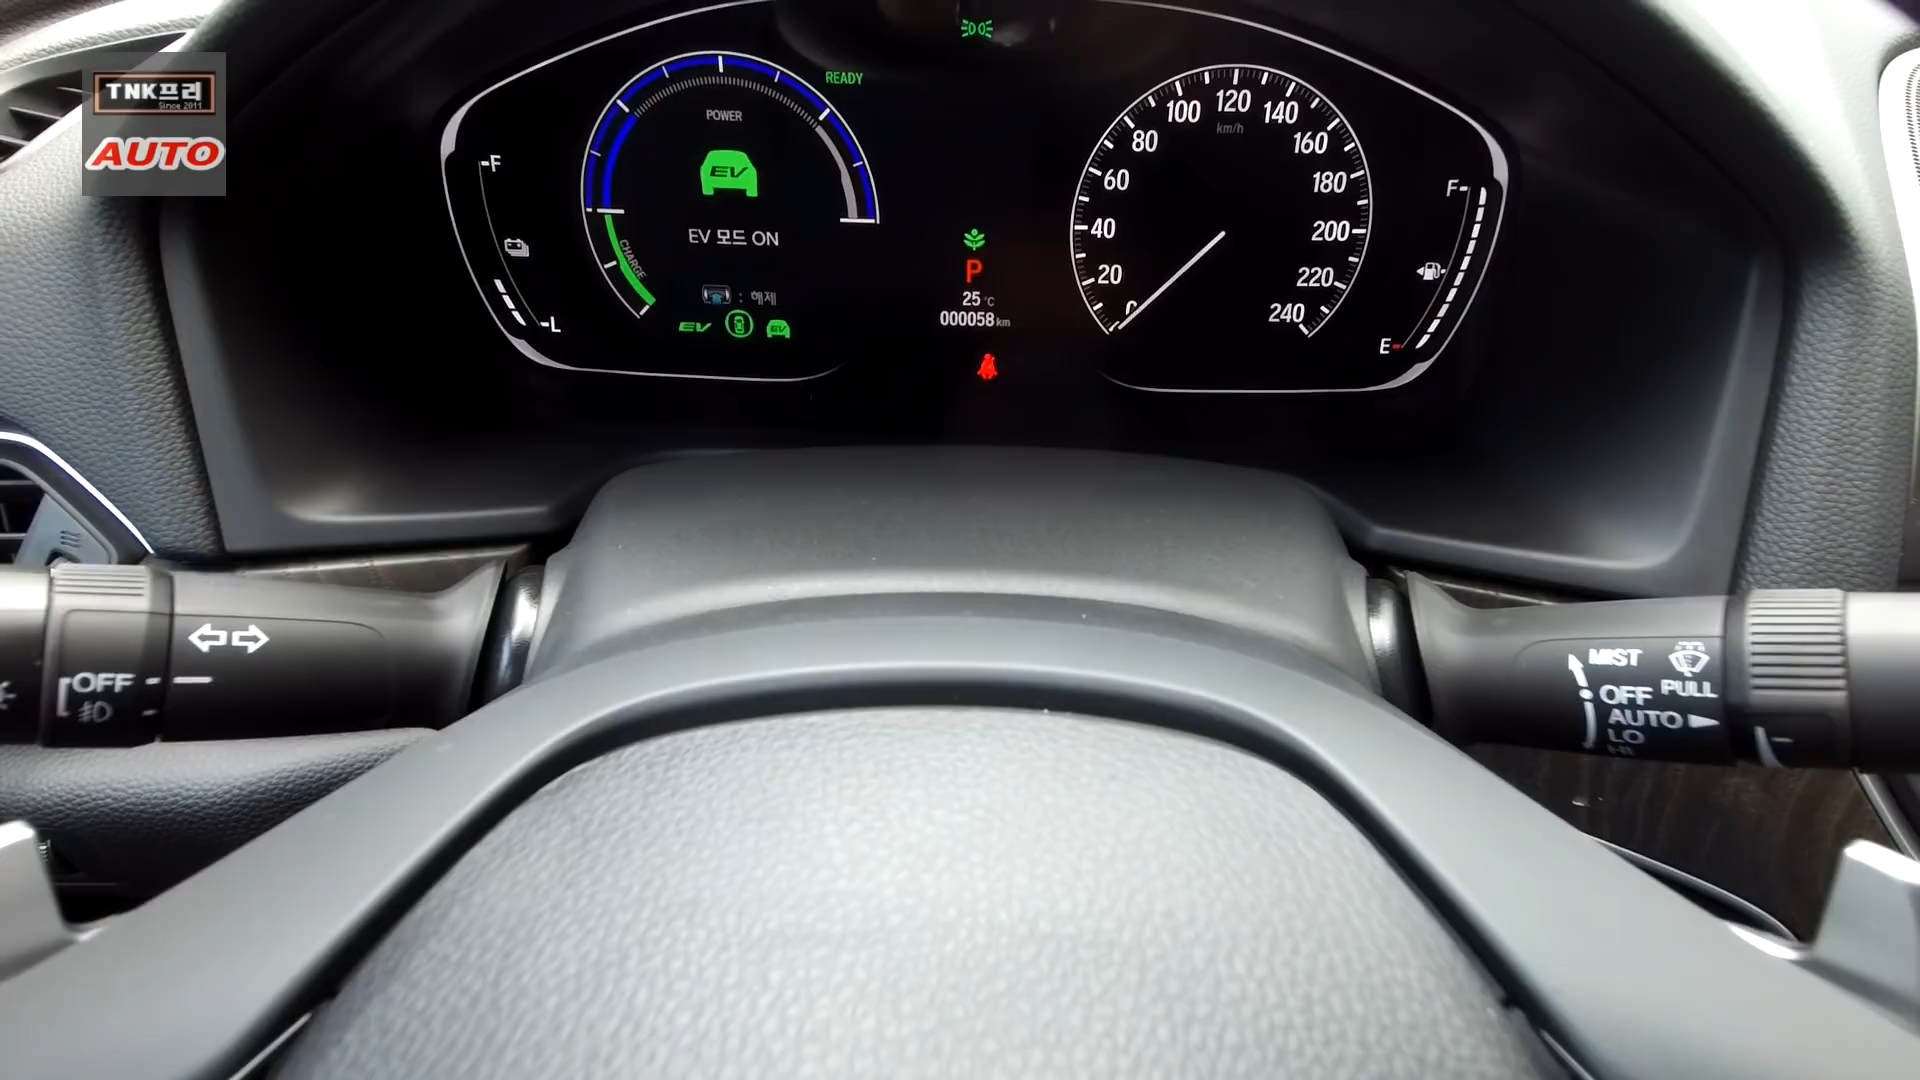 TNK프리
Since 2011
AUTO
READY
POWER
EV
EV 모드 ON
CHARGE
: 해제
EV
EV
F
L
P
25 °C
000058 km
0
20
40
60
80
100
120
140
160
180
200
220
240
km/h
F
E
OFF
MIST
OFF
PULL
AUTO
LO
HI